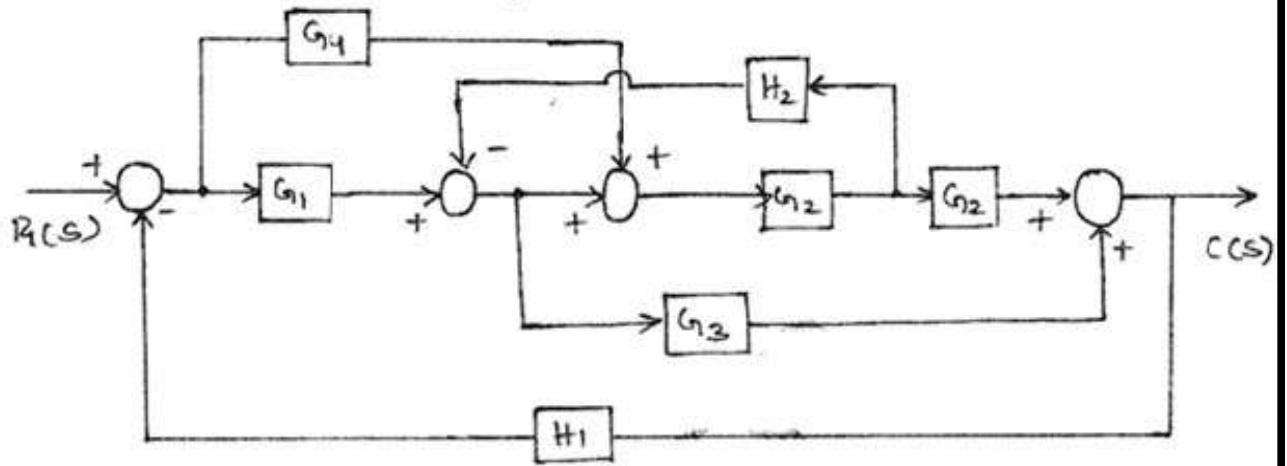 G4
H2
+ - +
G1 G2 G2
- + + + +
R(S) C(S)
G3
H1